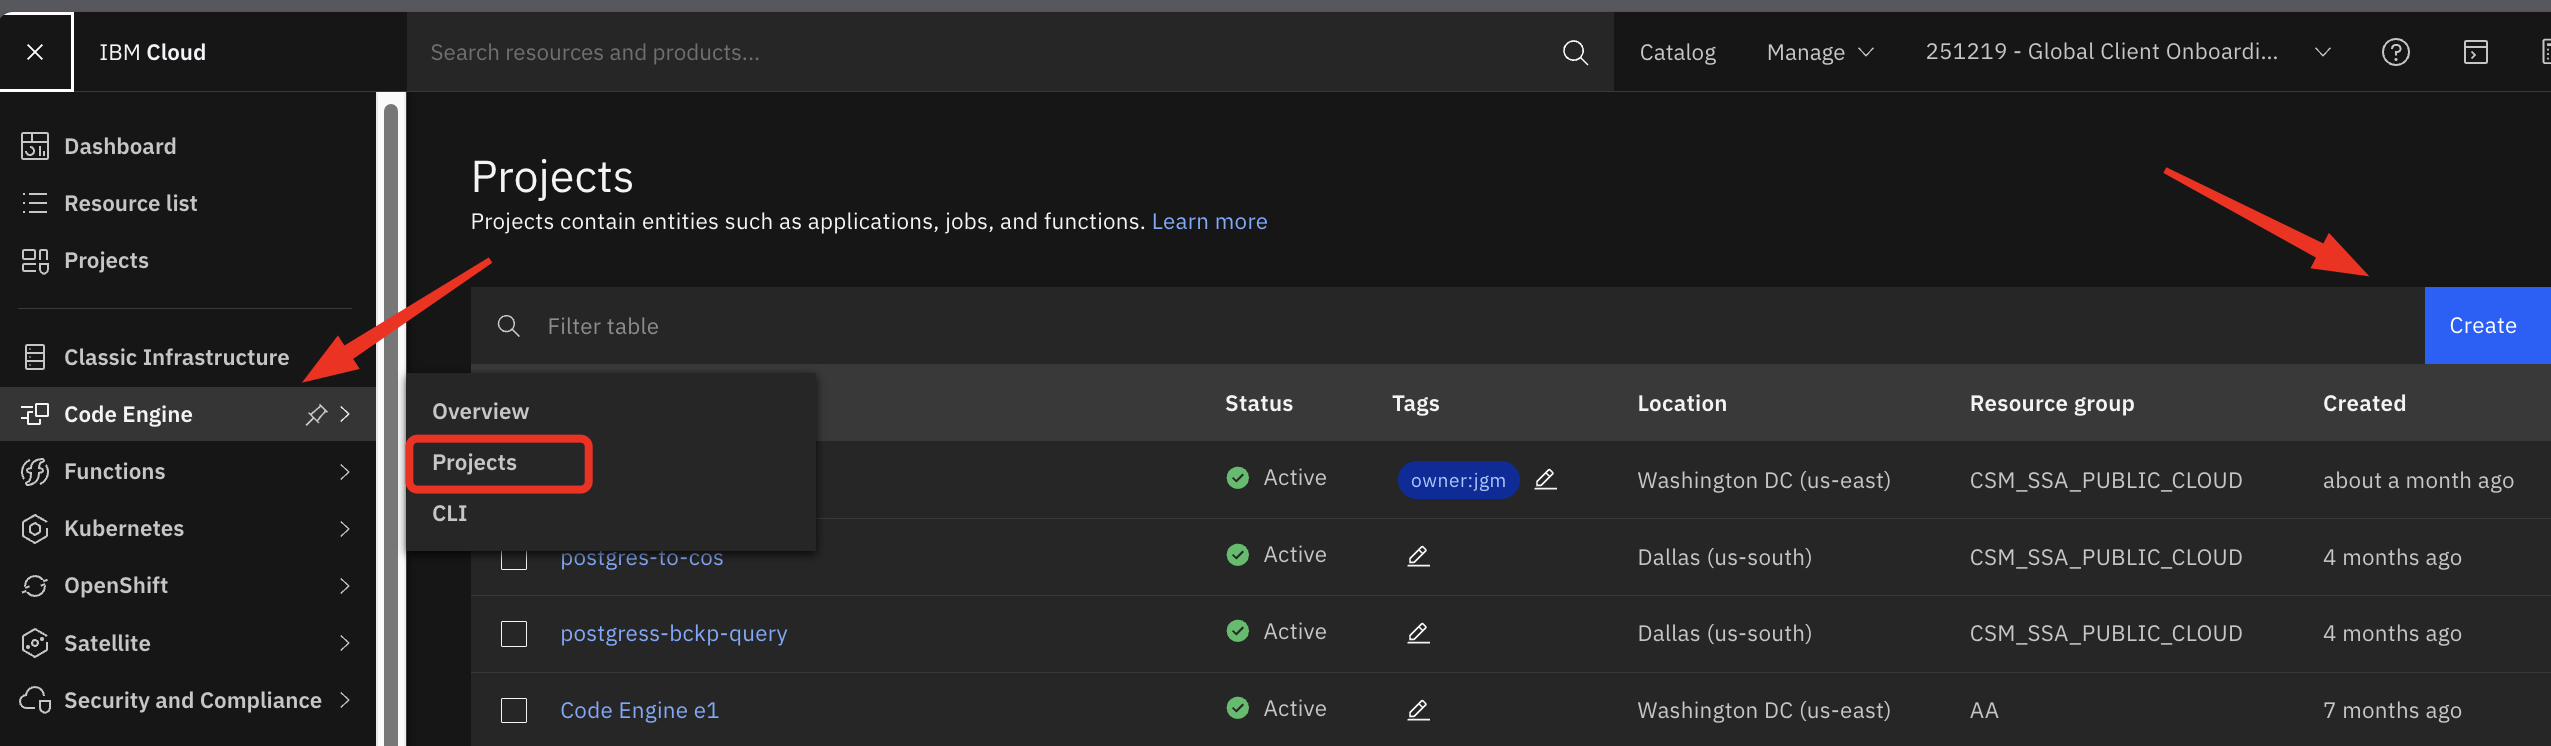 IBM Cloud
Search resources and products...
Catalog
Manage
251219 - Global Client Onboardi...
Dashboard
Resource list
Projects
Classic Infrastructure
Code Engine
Functions
Kubernetes
OpenShift
Satellite
Security and Compliance
Overview
Projects
CLI
Projects
Projects contain entities such as applications, jobs, and functions. Learn more
Filter table
Create
Status Tags Location Resource group Created
Active owner:jgm Washington DC (us-east) CSM_SSA_PUBLIC_CLOUD about a month ago
postgres-to-cos Active Dallas (us-south) CSM_SSA_PUBLIC_CLOUD 4 months ago
postgress-bckp-query Active Dallas (us-south) CSM_SSA_PUBLIC_CLOUD 4 months ago
Code Engine e1 Active Washington DC (us-east) AA 7 months ago